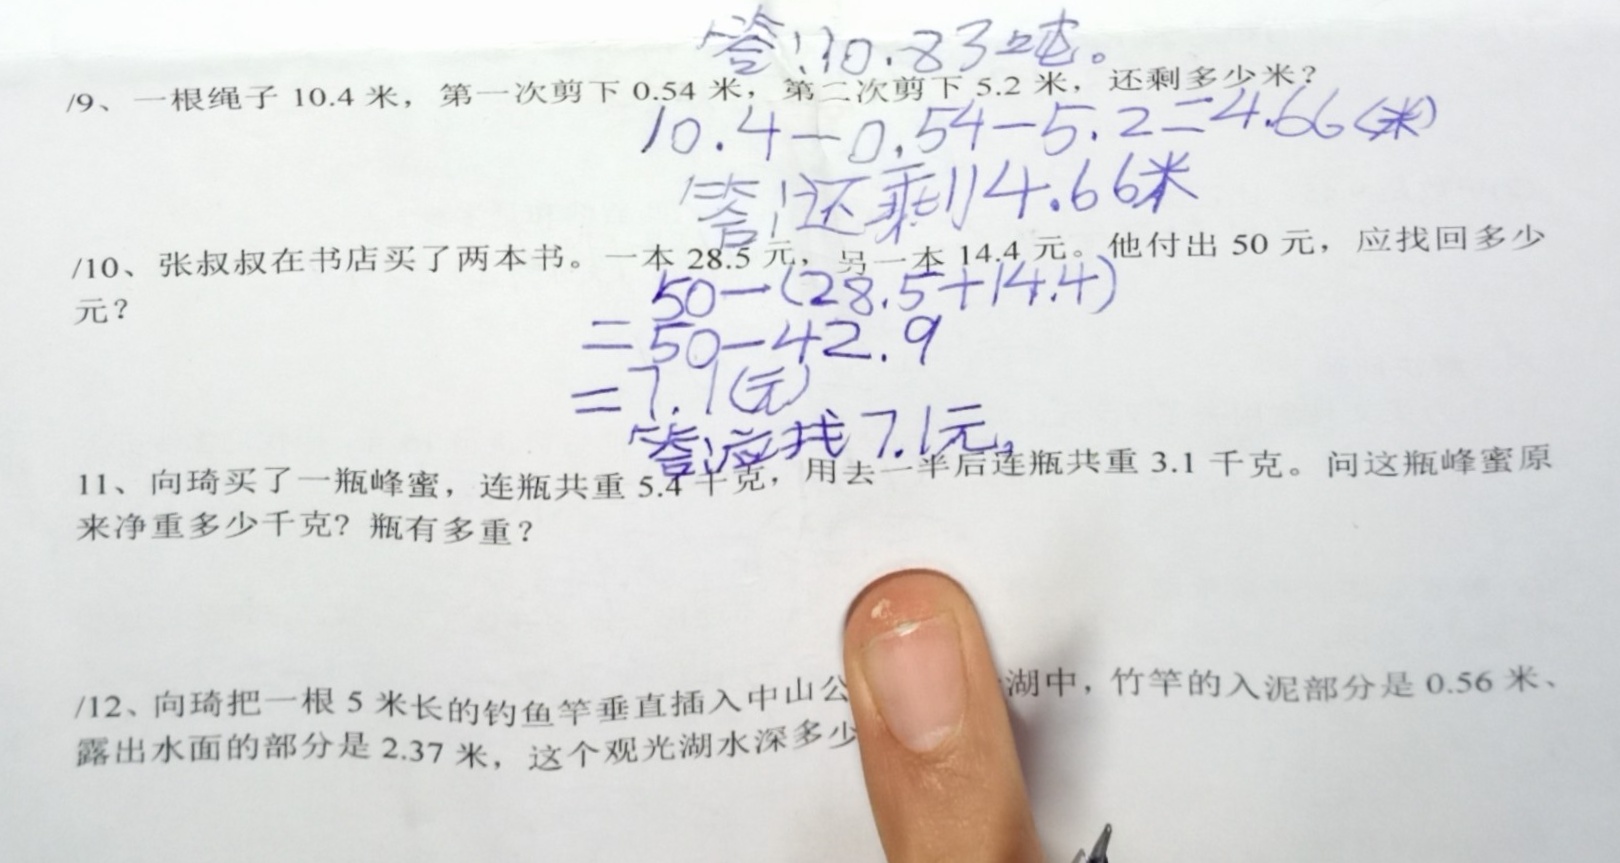 答:10.83吨。
/9、一根绳子 10.4 米，第一次剪下 0.54 米，第二次剪下 5.2 米，还剩多少米？
10.4-0.54-5.2=4.66(米)
答:还剩4.66米
/10、张叔叔在书店买了两本书。一本 28.5 元，另一本 14.4 元。他付出 50 元，应找回多少
元？
50-(28.5+14.4)
=50-42.9
=7.1(元)
答:应找7.1元。
11、向琦买了一瓶峰蜜，连瓶共重 5.4 千克，用去一半后连瓶共重 3.1 千克。问这瓶峰蜜原
来净重多少千克？瓶有多重？
/12、向琦把一根 5 米长的钓鱼竿垂直插入中山公 湖中，竹竿的入泥部分是 0.56 米、
露出水面的部分是 2.37 米，这个观光湖水深多少